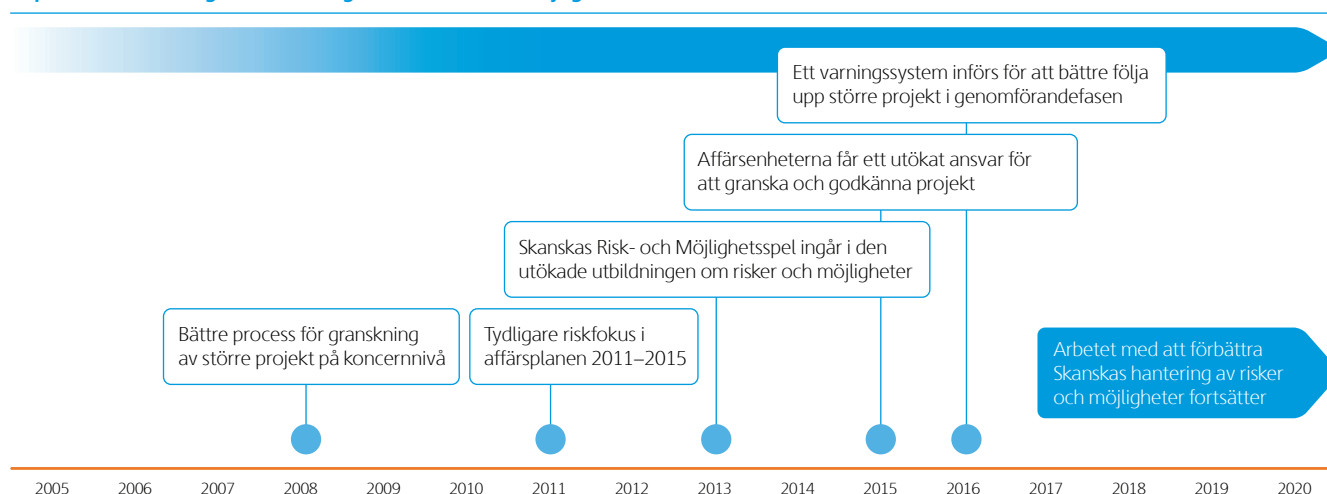 Ett varningssystem införs för att bättre följa
upp större projekt i genomförandefasen
Affärsenheterna får ett utökat ansvar för
att granska och godkänna projekt
Skanskas Risk- och Möjlighetsspel ingår i den
utökade utbildningen om risker och möjligheter
Bättre process för granskning
av större projekt på koncernnivå
Tydligare riskfokus i
affärsplanen 2011–2015
Arbetet med att förbättra
Skanskas hantering av risker
och möjligheter fortsätter
2005 2006 2007 2008 2009 2010 2011 2012 2013 2014 2015 2016 2017 2018 2019 2020